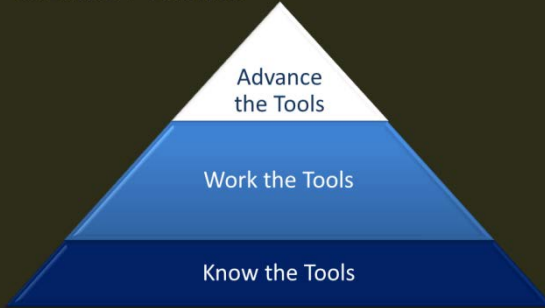 Advance
the Tools
Work the Tools
Know the Tools